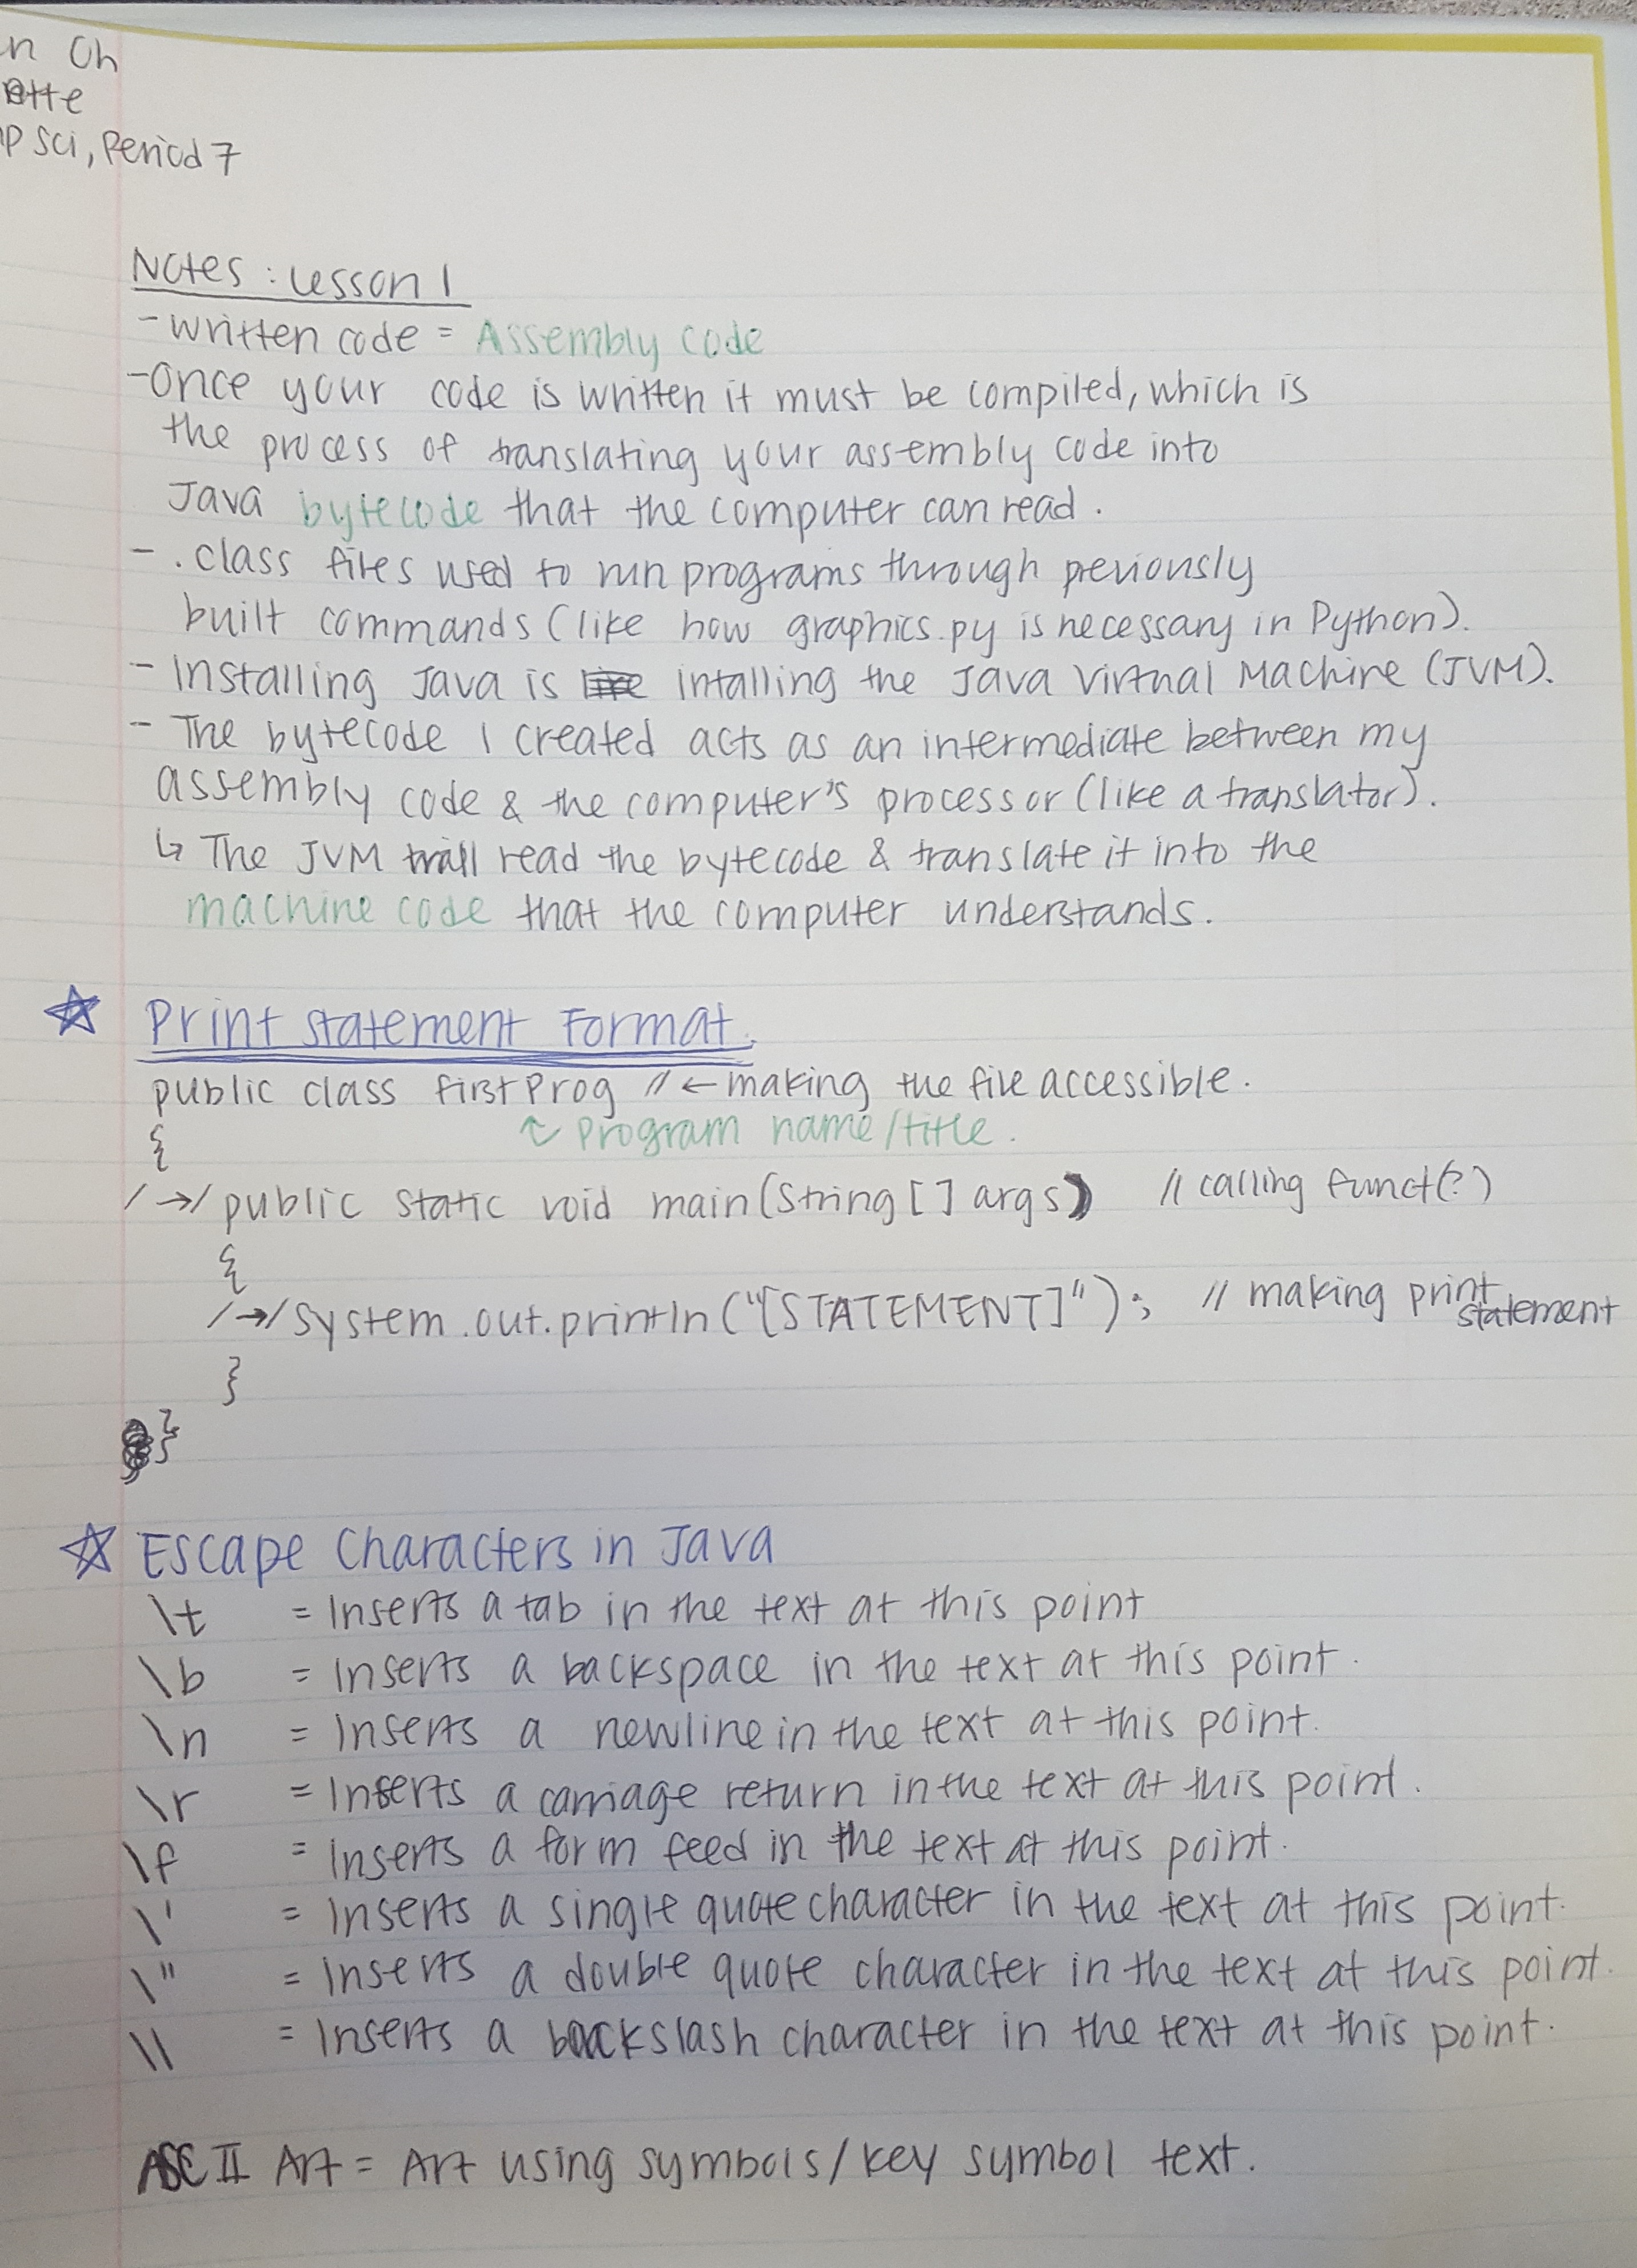 n Oh
ette
p Sci, Period 7
Notes: Lesson 1
- written code = Assembly code
- Once your code is written it must be compiled, which is
the process of translating your assembly code into
Java bytecode that the computer can read.
- .class files used to run programs through previously
built commands (like how graphics.py is necessary in Python).
- Installing Java is intalling the Java Virtual Machine (JVM).
- The bytecode I created acts as an intermediate between my
assembly code & the computer's processor (like a translator).
↳ The JVM will read the bytecode & translate it into the
machine code that the computer understands.
☆ Print Statement Format.
public class firstProg // ← making the file accessible.
{ ↑ Program name/title.
/→/ public static void main(String[] args) // calling funct(?)
{
/→/ System.out.println("[STATEMENT]"); // making print statement
}
}
☆ Escape Characters in Java
\t = Inserts a tab in the text at this point
\b = Inserts a backspace in the text at this point.
\n = Inserts a newline in the text at this point.
\r = Inserts a carriage return in the text at this point.
\f = Inserts a form feed in the text at this point.
\' = Inserts a single quote character in the text at this point.
\" = Inserts a double quote character in the text at this point.
\\ = Inserts a backslash character in the text at this point.
ASCII Art = Art using symbols/key symbol text.